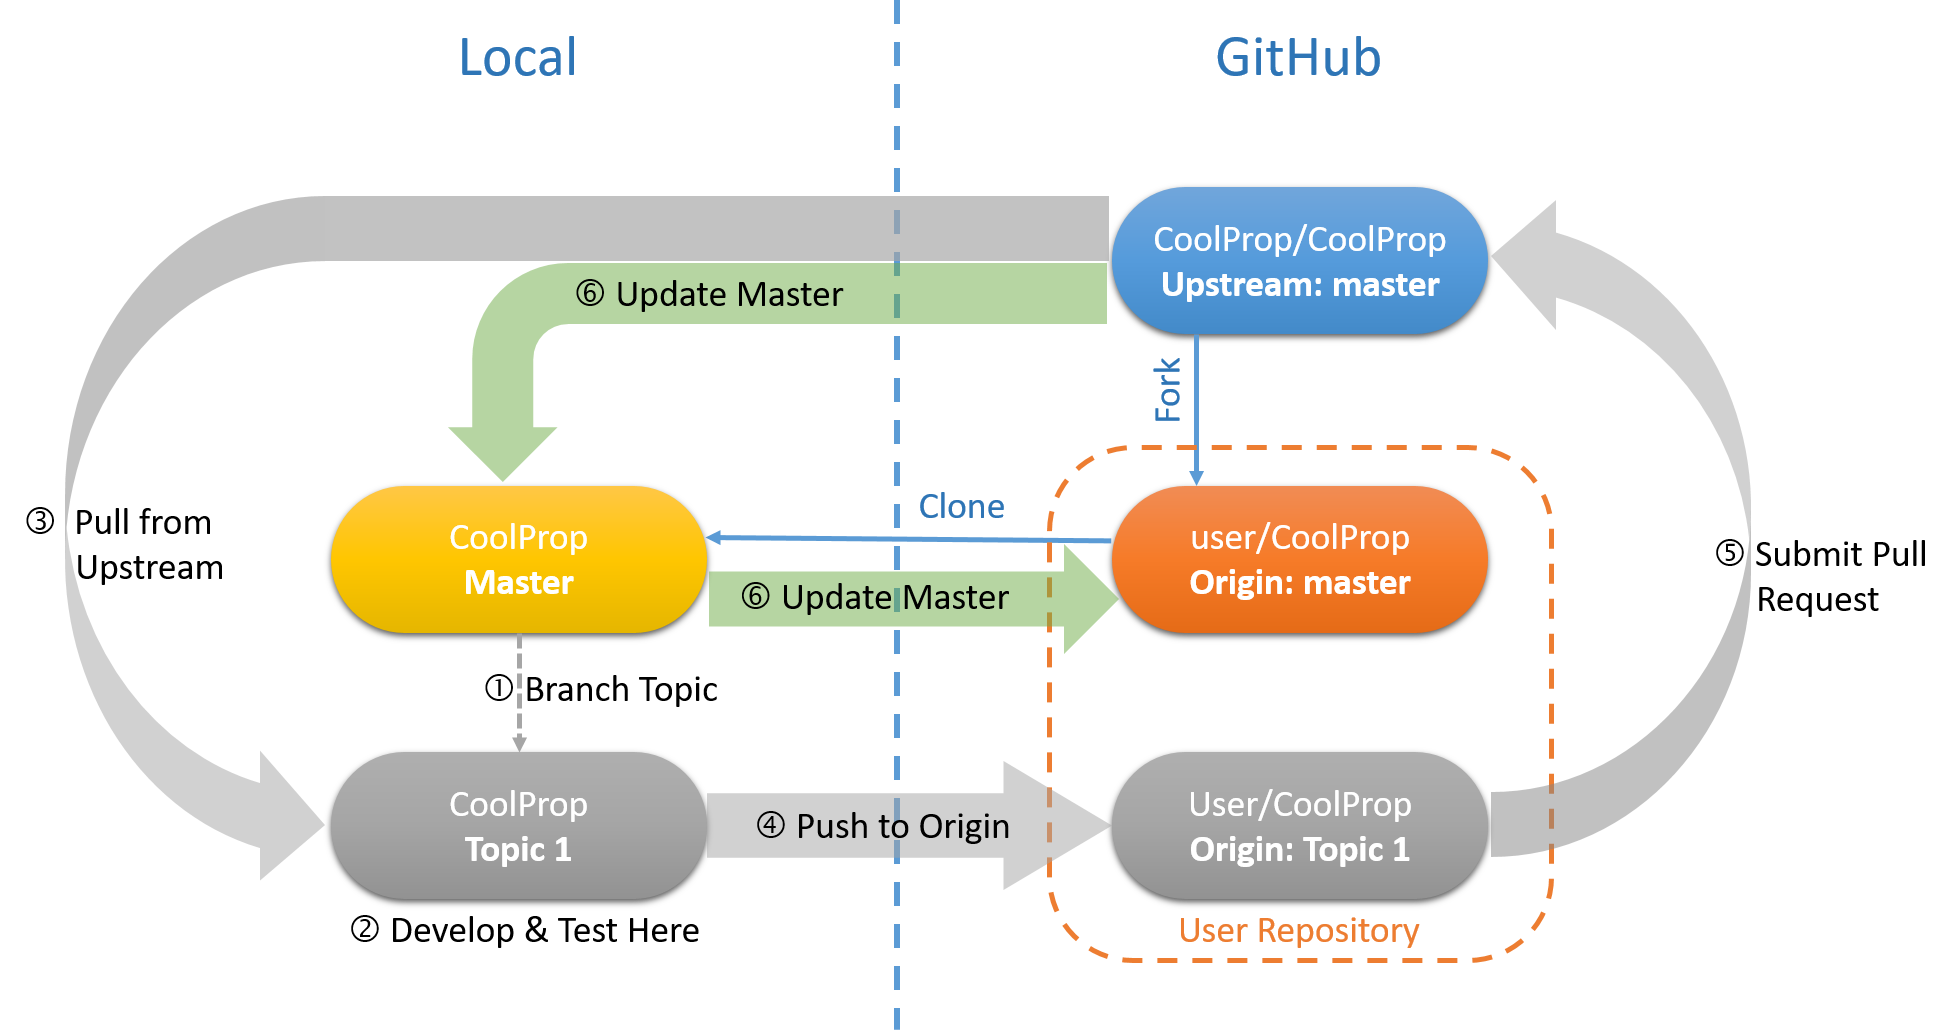 Local
GitHub
CoolProp/CoolProp
Upstream: master
⑥ Update Master
Fork
③ Pull from
Upstream
Clone
CoolProp
Master
user/CoolProp
Origin: master
⑤ Submit Pull
Request
⑥ Update Master
① Branch Topic
CoolProp
Topic 1
④ Push to Origin
User/CoolProp
Origin: Topic 1
② Develop & Test Here
User Repository